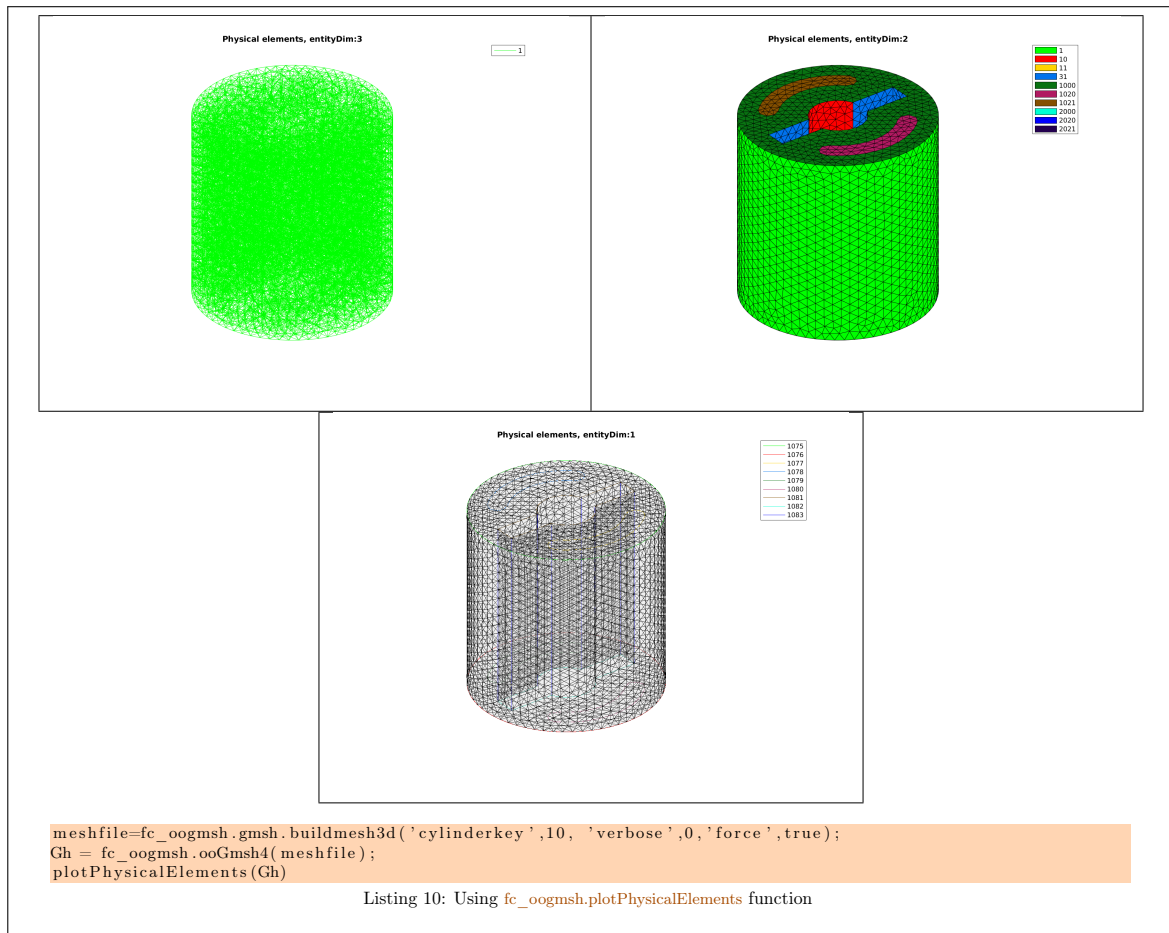 Physical elements, entityDim:3
1
Physical elements, entityDim:2
1
10
11
31
1000
1020
1021
2000
2020
2021
Physical elements, entityDim:1
1075
1076
1077
1078
1079
1080
1081
1082
1083
meshfile=fc_oogmsh.gmsh.buildmesh3d('cylinderkey',10, 'verbose',0,'force',true);
Gh = fc_oogmsh.ooGmsh4(meshfile);
plotPhysicalElements(Gh)
Listing 10: Using fc_oogmsh.plotPhysicalElements function